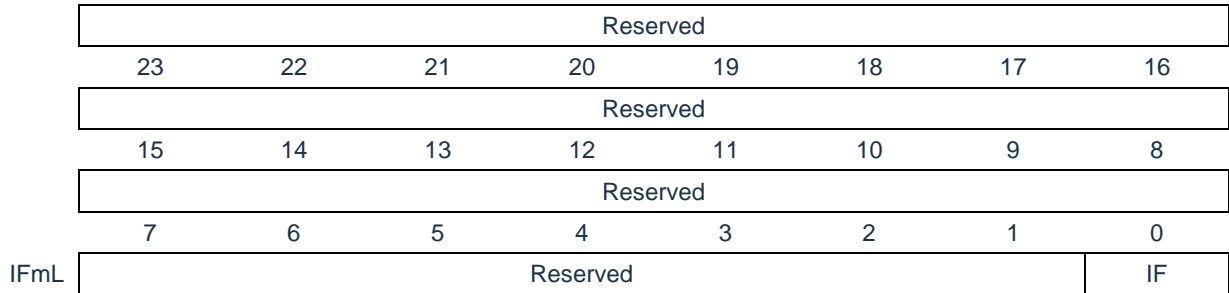 Reserved
23 22 21 20 19 18 17 16
Reserved
15 14 13 12 11 10 9 8
Reserved
7 6 5 4 3 2 1 0
IFmL Reserved IF